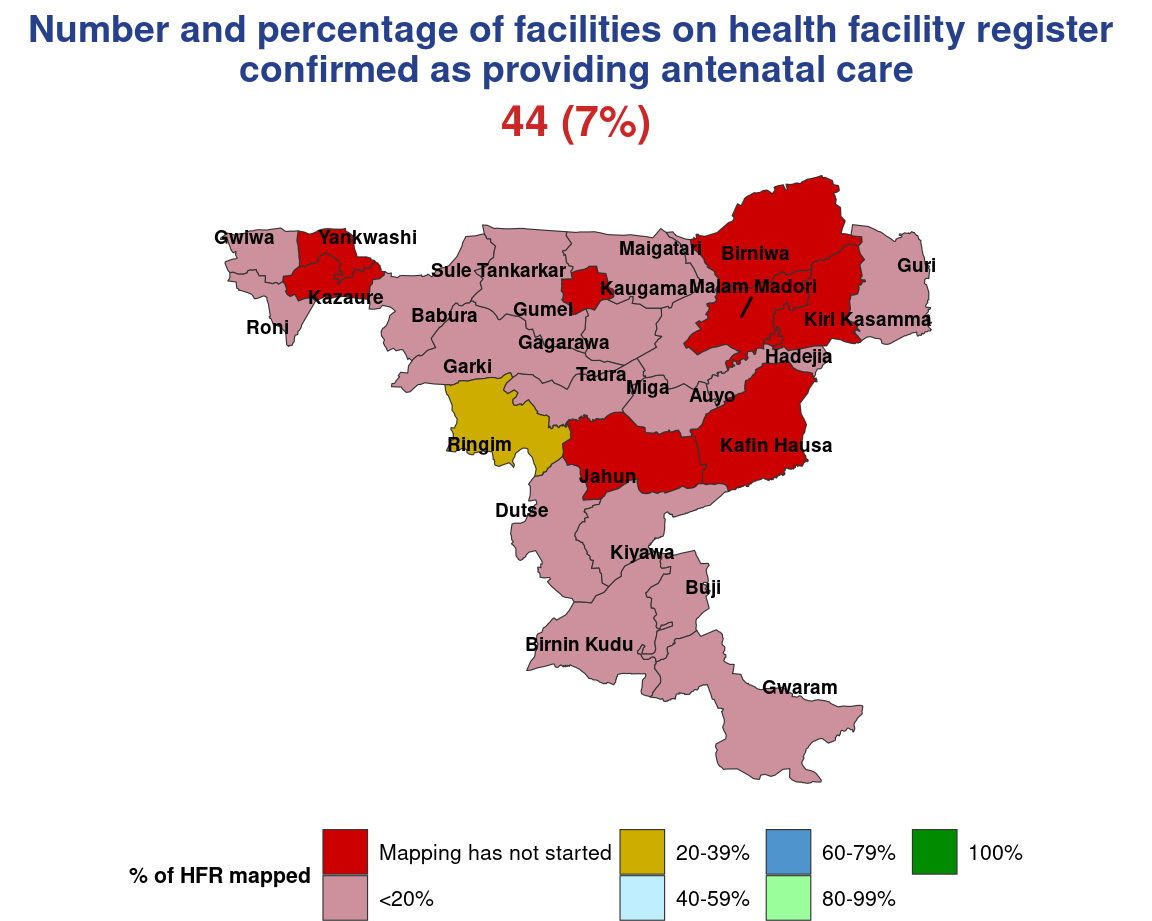 Number and percentage of facilities on health facility register
confirmed as providing antenatal care
44 (7%)
Gwiwa
Yankwashi
Maigatari
Birniwa
Guri
Sule Tankarkar
Kaugama
Malam Madori
Kazaure
Gumel
Babura
Kiri Kasamma
Roni
Gagarawa
Hadejia
Garki
Taura
Miga
Auyo
Ringim
Kafin Hausa
Jahun
Dutse
Kiyawa
Buji
Birnin Kudu
Gwaram
% of HFR mapped
Mapping has not started
<20%
20-39%
40-59%
60-79%
80-99%
100%